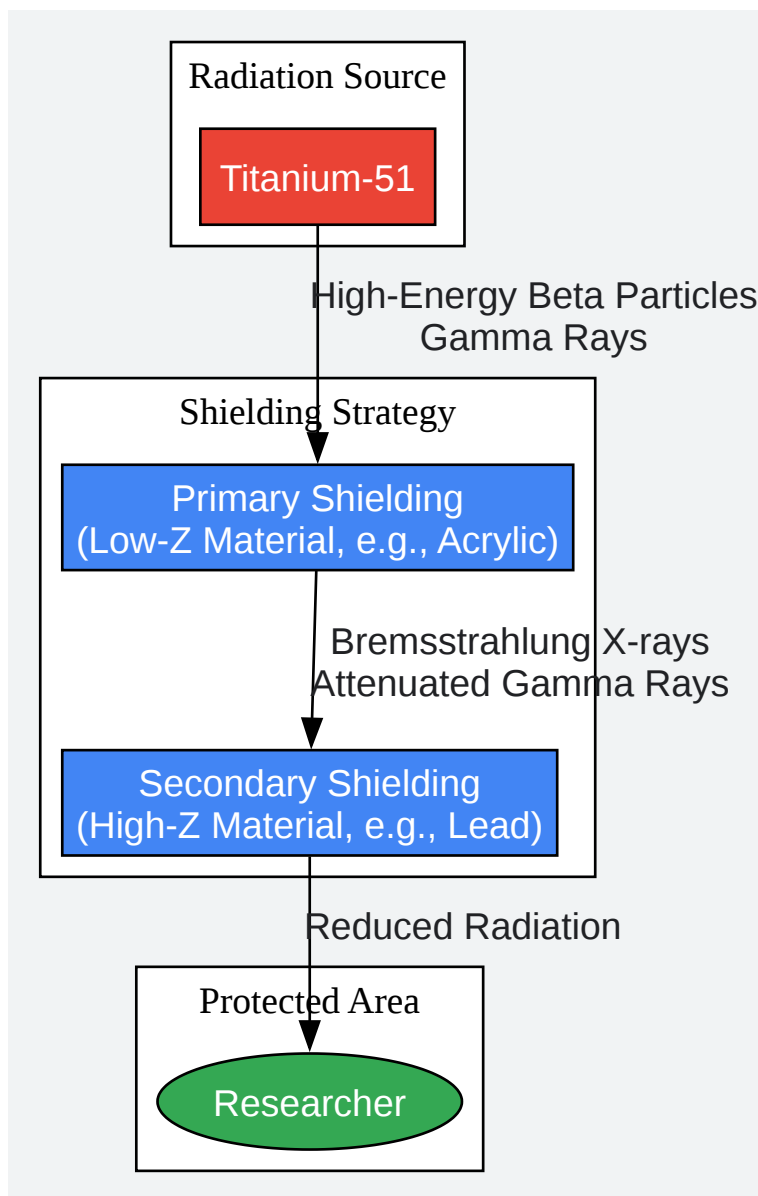 Radiation Source
Titanium-51
High-Energy Beta Particles
Gamma Rays
Shielding Strategy
Primary Shielding
(Low-Z Material, e.g., Acrylic)
Bremsstrahlung X-rays
Attenuated Gamma Rays
Secondary Shielding
(High-Z Material, e.g., Lead)
Reduced Radiation
Protected Area
Researcher